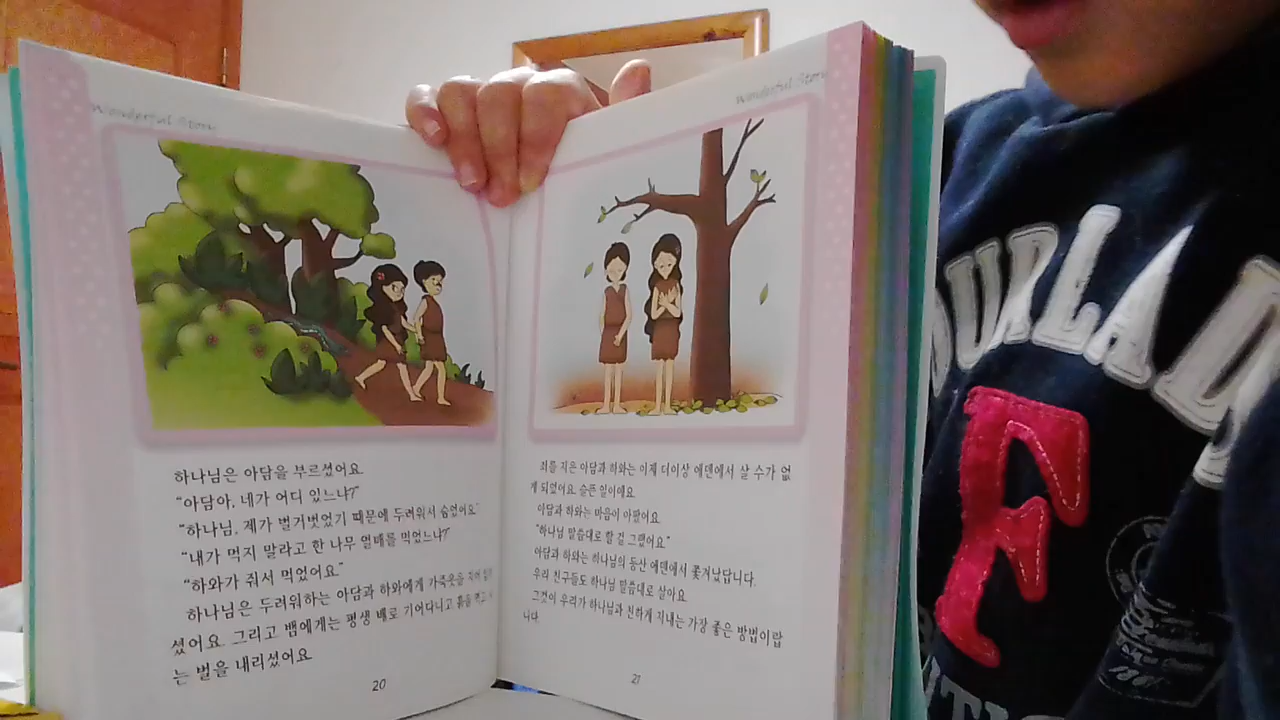 Wonderful Story
하나님은 아담을 부르셨어요.
“아담아, 네가 어디 있느냐?”
“하나님, 제가 벌거벗었기 때문에 두려워서 숨었어요.”
“내가 먹지 말라고 한 나무 열매를 먹었느냐?”
“하와가 줘서 먹었어요.”
하나님은 두려워하는 아담과 하와에게 가죽옷을 지어
셨어요. 그리고 뱀에게는 평생 배로 기어다니고 흙을 먹고
는 벌을 내리셨어요.
20
Wonderful Story
죄를 지은 아담과 하와는 이제 더이상 에덴에서 살 수가 없
게 되었어요. 슬픈 일이에요.
아담과 하와는 마음이 아팠어요.
“하나님 말씀대로 할 걸 그랬어요.”
아담과 하와는 하나님의 동산 에덴에서 쫓겨났답니다.
우리 친구들도 하나님 말씀대로 살아요.
그것이 우리가 하나님과 친하게 지내는 가장 좋은 방법이랍
니다.
21
OURLAD
F